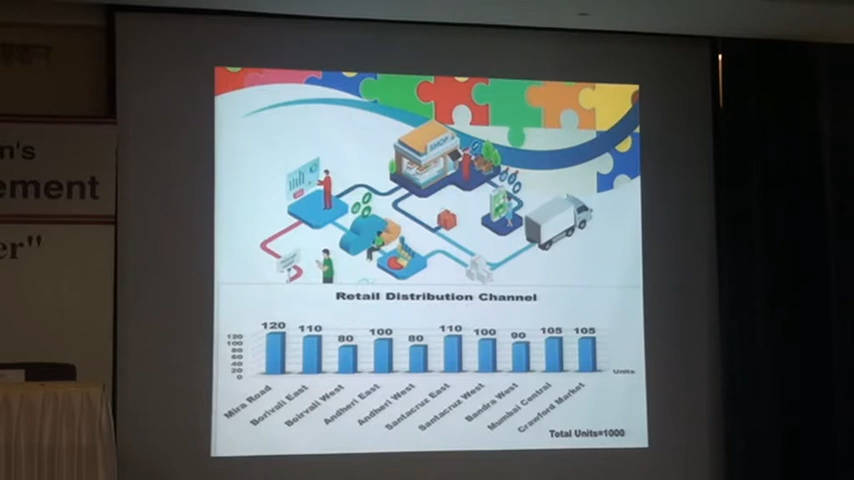 n's
ement
er"
SHOP
Retail Distribution Channel
120 110 80 100 80 110 100 90 105 105
120
100
80
60
40
20
0
Units
Mira Road
Borivali East
Boirvali West
Andheri East
Andheri West
Santacruz East
Santacruz West
Bandra West
Mumbai Central
Crawford Market
Total Units=1000